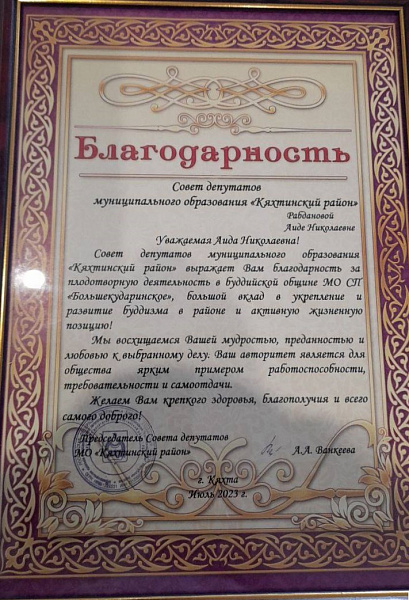 Благодарность
Совет депутатов
муниципального образования «Кяхтинский район»
Рабдановой
Аиде Николаевне
Уважаемая Аида Николаевна!
Совет депутатов муниципального образования
«Кяхтинский район» выражает Вам благодарность за
плодотворную деятельность в буддийской общине МО СП
«Большекударинское», большой вклад в укрепление и
развитие буддизма в районе и активную жизненную
позицию!
Мы восхищаемся Вашей мудростью, преданностью и
любовью к выбранному делу. Ваш авторитет является для
общества ярким примером работоспособности,
требовательности и самоотдачи.
Желаем Вам крепкого здоровья, благополучия и всего
самого доброго!
Председатель Совета депутатов
МО «Кяхтинский район» А.А. Ванкеева
г. Кяхта
Июль 2023 г.